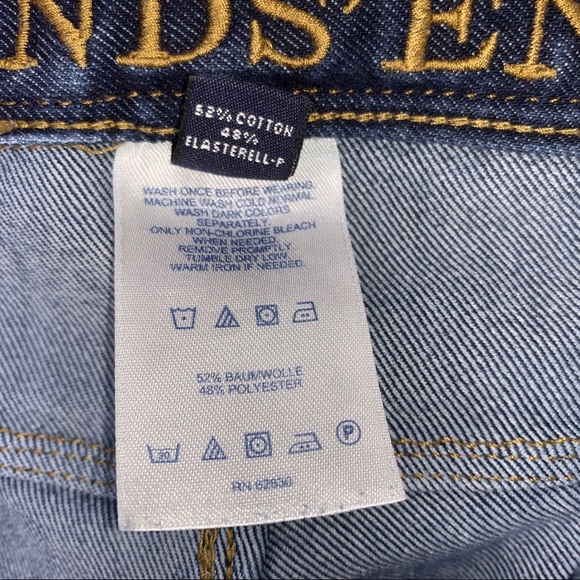 NDS' EN
52% COTTON
48%
ELASTERELL-P
WASH ONCE BEFORE WEARING.
MACHINE WASH COLD NORMAL
WASH DARK COLORS
SEPARATELY.
ONLY NON-CHLORINE BLEACH
WHEN NEEDED.
REMOVE PROMPTLY.
TUMBLE DRY LOW.
WARM IRON IF NEEDED.
52% BAUMWOLLE
48% POLYESTER
30
P
RN 62930